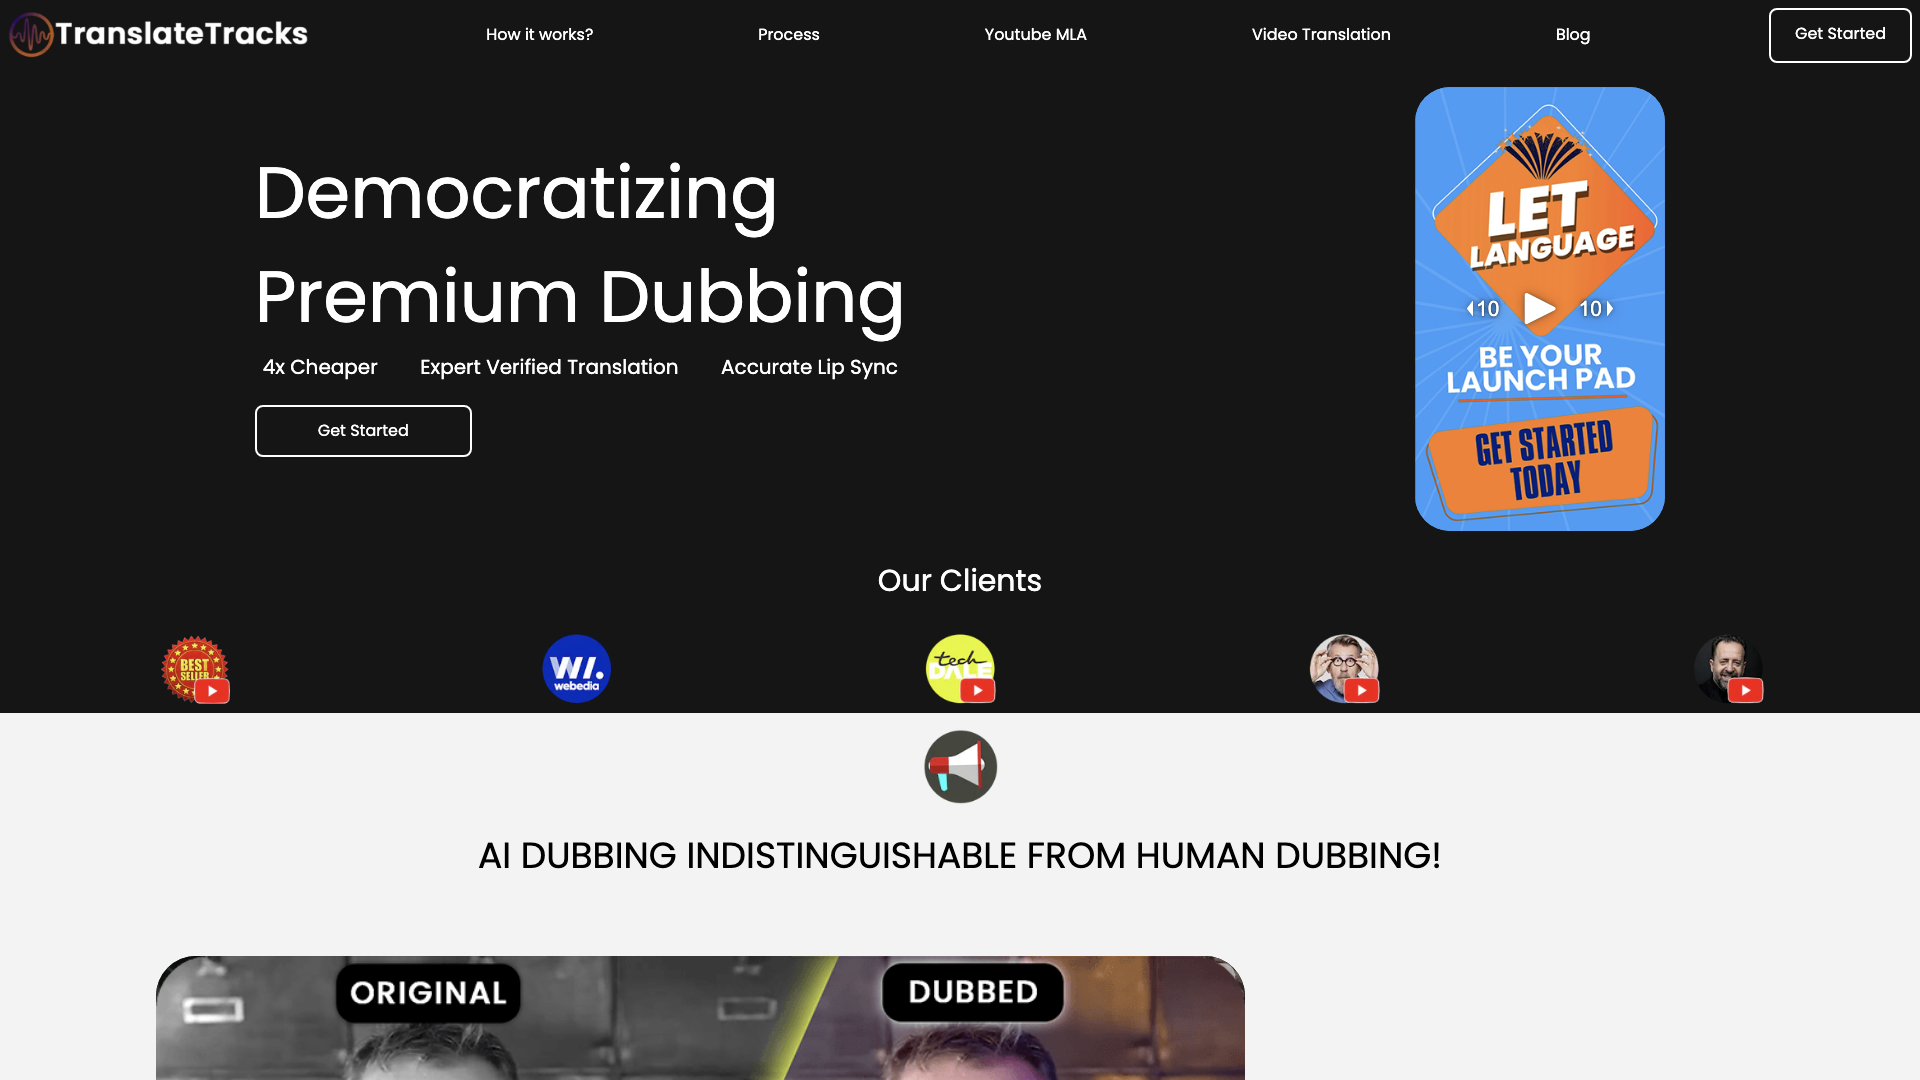 TranslateTracks
How it works?
Process
Youtube MLA
Video Translation
Blog
Get Started
Democratizing
Premium Dubbing
4x Cheaper
Expert Verified Translation
Accurate Lip Sync
Get Started
LET
LANGUAGE
10
10
BE YOUR
LAUNCH PAD
GET STARTED
TODAY
Our Clients
BEST
SELLER
W/.
webedia
tech
DALE
AI DUBBING INDISTINGUISHABLE FROM HUMAN DUBBING!
ORIGINAL
DUBBED